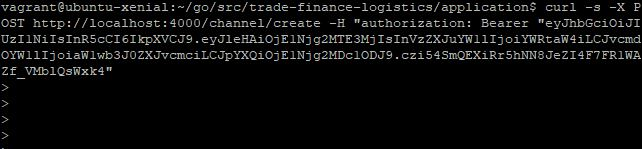 vagrant@ubuntu-xenial:~/go/src/trade-finance-logistics/application$ curl -s -X P
OST http://localhost:4000/channel/create -H "authorization: Bearer "eyJhbGciOiJI
UzI1NiIsInR5cCI6IkpXVCJ9.eyJleHAiOjE1Njg2MTE3MjIsInVzZXJuYW1lIjoiYWRtaW4iLCJvcmd
OYW1lIjoiaW1wb3J0ZXJvcmciLCJpYXQiOjE1Njg2MDc1ODJ9.czi54SmQEXiRr5hNN8JeZI4F7FR1WA
Zf_VMblQsWxk4"
>
>
>
>